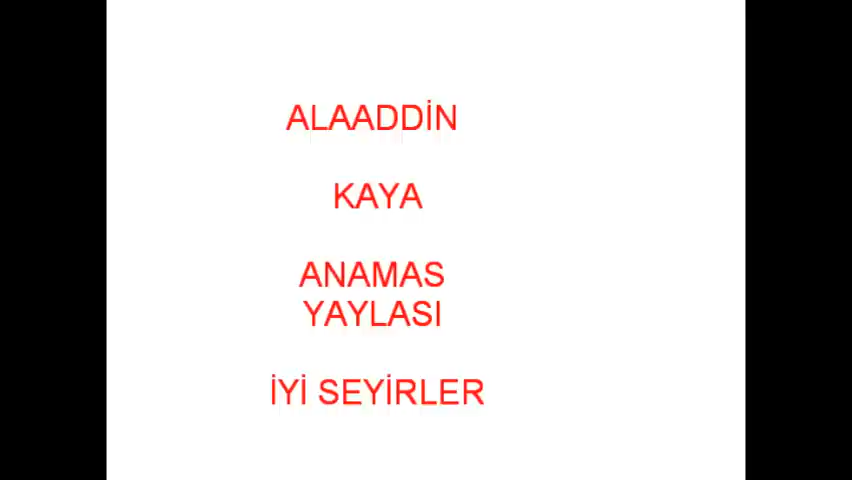 ALAADDİN
KAYA
ANAMAS
YAYLASI
İYİ SEYİRLER